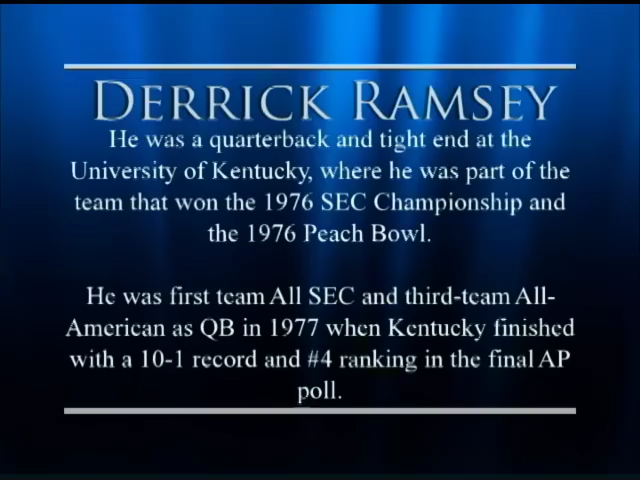 DERRICK RAMSEY
He was a quarterback and tight end at the
University of Kentucky, where he was part of the
team that won the 1976 SEC Championship and
the 1976 Peach Bowl.
He was first team All SEC and third-team All-
American as QB in 1977 when Kentucky finished
with a 10-1 record and #4 ranking in the final AP
poll.